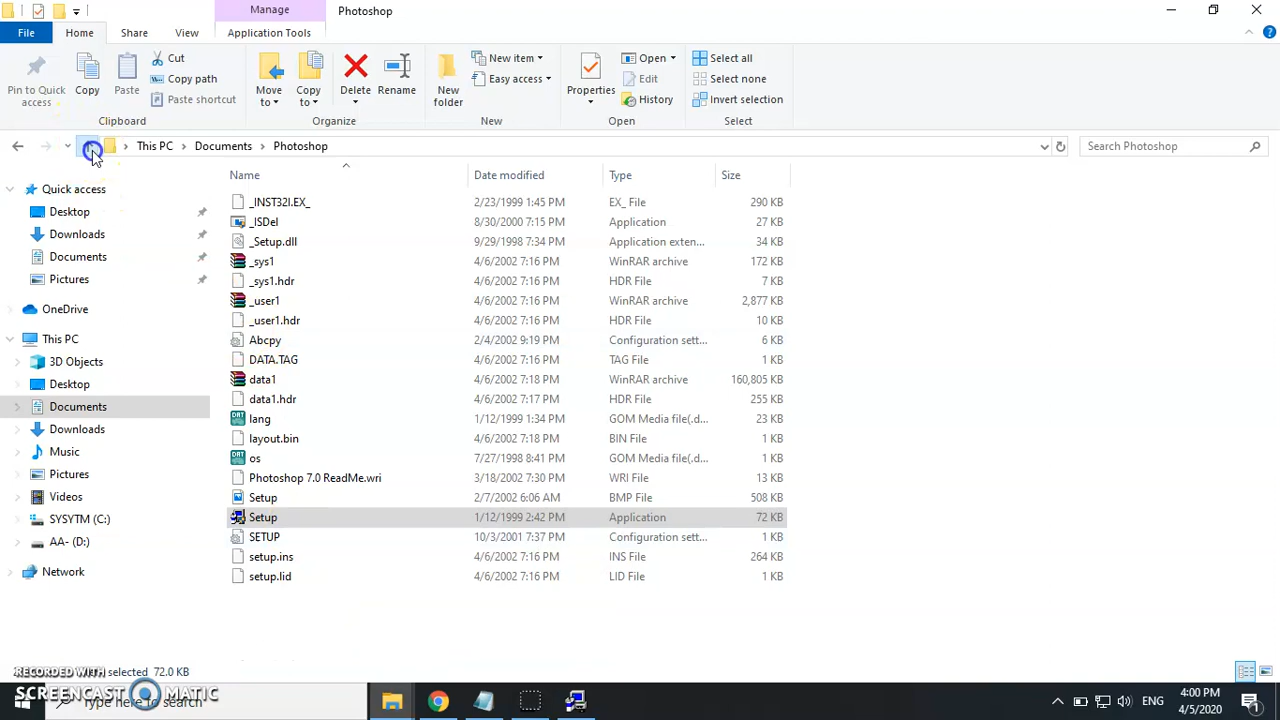 Manage
Photoshop
File
Home
Share
View
Application Tools
Pin to Quick access
Copy
Paste
Cut
Copy path
Paste shortcut
Clipboard
Move to
Copy to
Delete
Rename
Organize
New folder
New item
Easy access
New
Properties
Open
Edit
History
Open
Select all
Select none
Invert selection
Select
This PC > Documents > Photoshop
Search Photoshop
Name Date modified Type Size
_INST32I.EX_ 2/23/1999 1:45 PM EX_ File 290 KB
_ISDel 8/30/2000 7:15 PM Application 27 KB
_Setup.dll 9/29/1998 7:34 PM Application exten... 34 KB
_sys1 4/6/2002 7:16 PM WinRAR archive 172 KB
_sys1.hdr 4/6/2002 7:16 PM HDR File 7 KB
_user1 4/6/2002 7:16 PM WinRAR archive 2,877 KB
_user1.hdr 4/6/2002 7:16 PM HDR File 10 KB
Abcpy 2/4/2002 9:19 PM Configuration sett... 6 KB
DATA.TAG 4/6/2002 7:16 PM TAG File 1 KB
data1 4/6/2002 7:18 PM WinRAR archive 160,805 KB
data1.hdr 4/6/2002 7:17 PM HDR File 255 KB
lang 1/12/1999 1:34 PM GOM Media file(.d... 23 KB
layout.bin 4/6/2002 7:18 PM BIN File 1 KB
os 7/27/1998 8:41 PM GOM Media file(.d... 1 KB
Photoshop 7.0 ReadMe.wri 3/18/2002 7:30 PM WRI File 13 KB
Setup 2/7/2002 6:06 AM BMP File 508 KB
Setup 1/12/1999 2:42 PM Application 72 KB
SETUP 10/3/2001 7:37 PM Configuration sett... 1 KB
setup.ins 4/6/2002 7:16 PM INS File 264 KB
setup.lid 4/6/2002 7:16 PM LID File 1 KB
Quick access
Desktop
Downloads
Documents
Pictures
OneDrive
This PC
3D Objects
Desktop
Documents
Downloads
Music
Pictures
Videos
SYSYTM (C:)
AA- (D:)
Network
selected 72.0 KB
RECORDED WITH
SCREENCAST MATIC
Type here to search
ENG
4:00 PM
4/5/2020
1